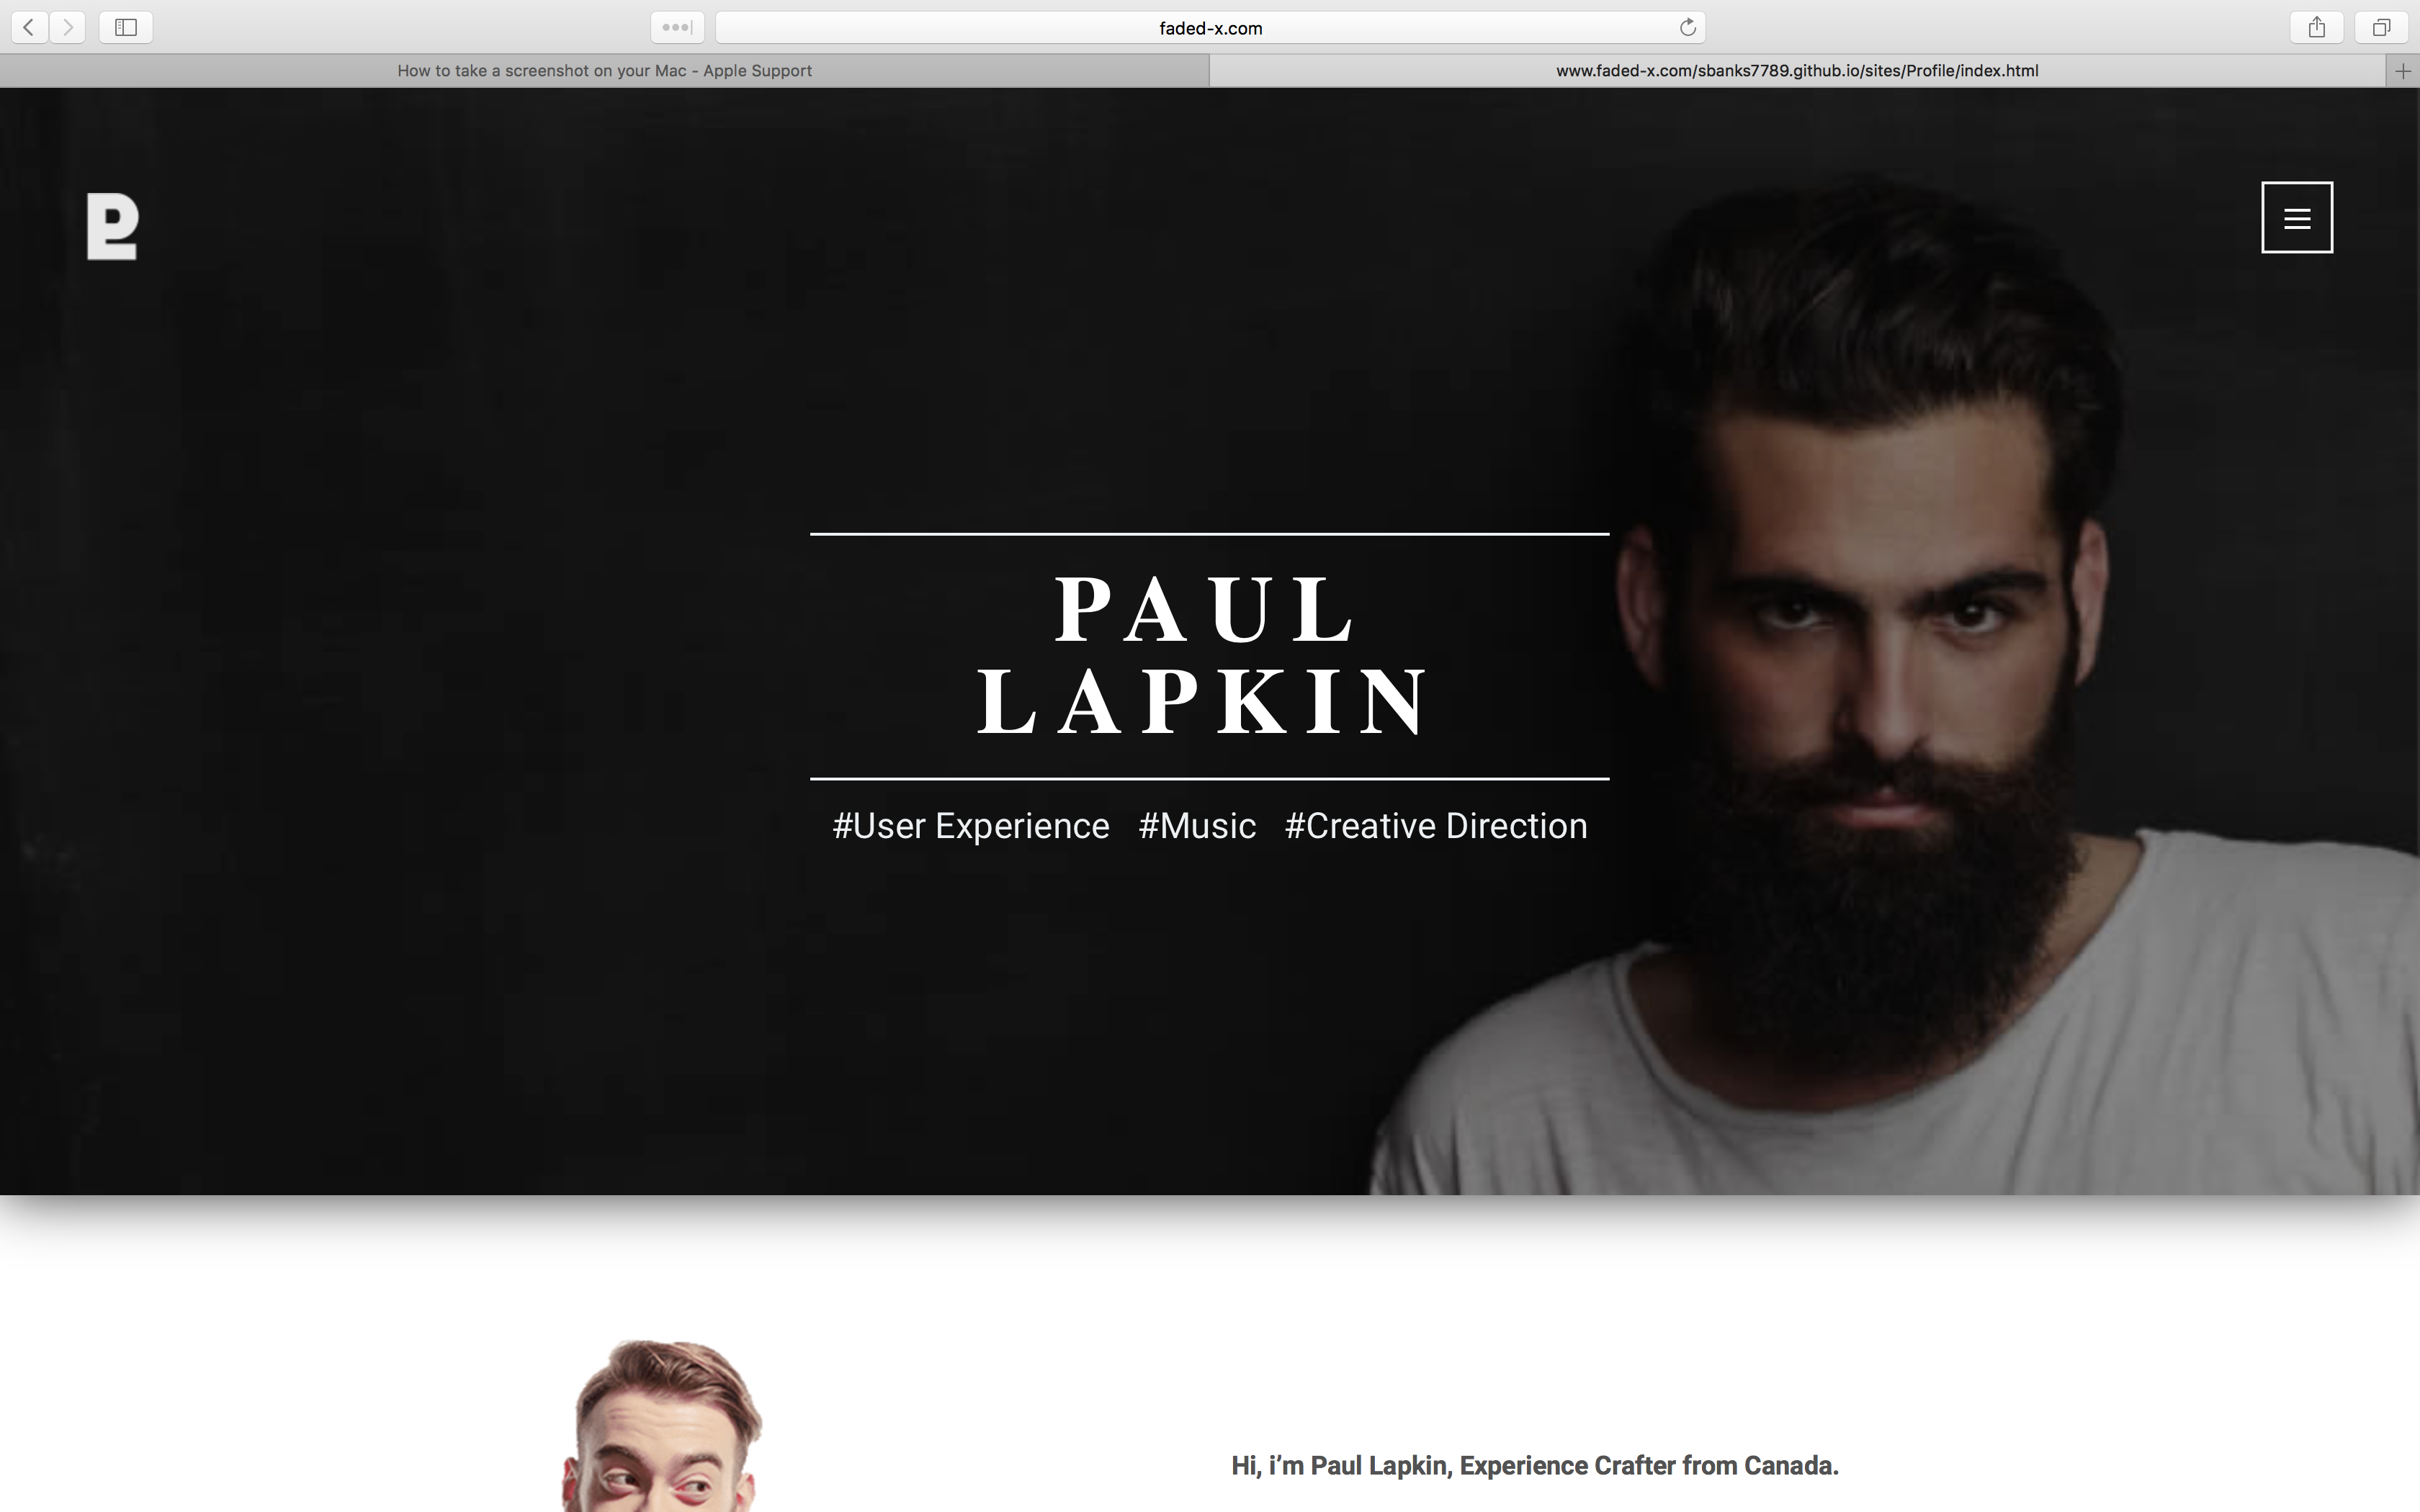 faded-x.com
How to take a screenshot on your Mac - Apple Support
www.faded-x.com/sbanks7789.github.io/sites/Profile/index.html
PAUL
LAPKIN
#User Experience #Music #Creative Direction
Hi, i’m Paul Lapkin, Experience Crafter from Canada.